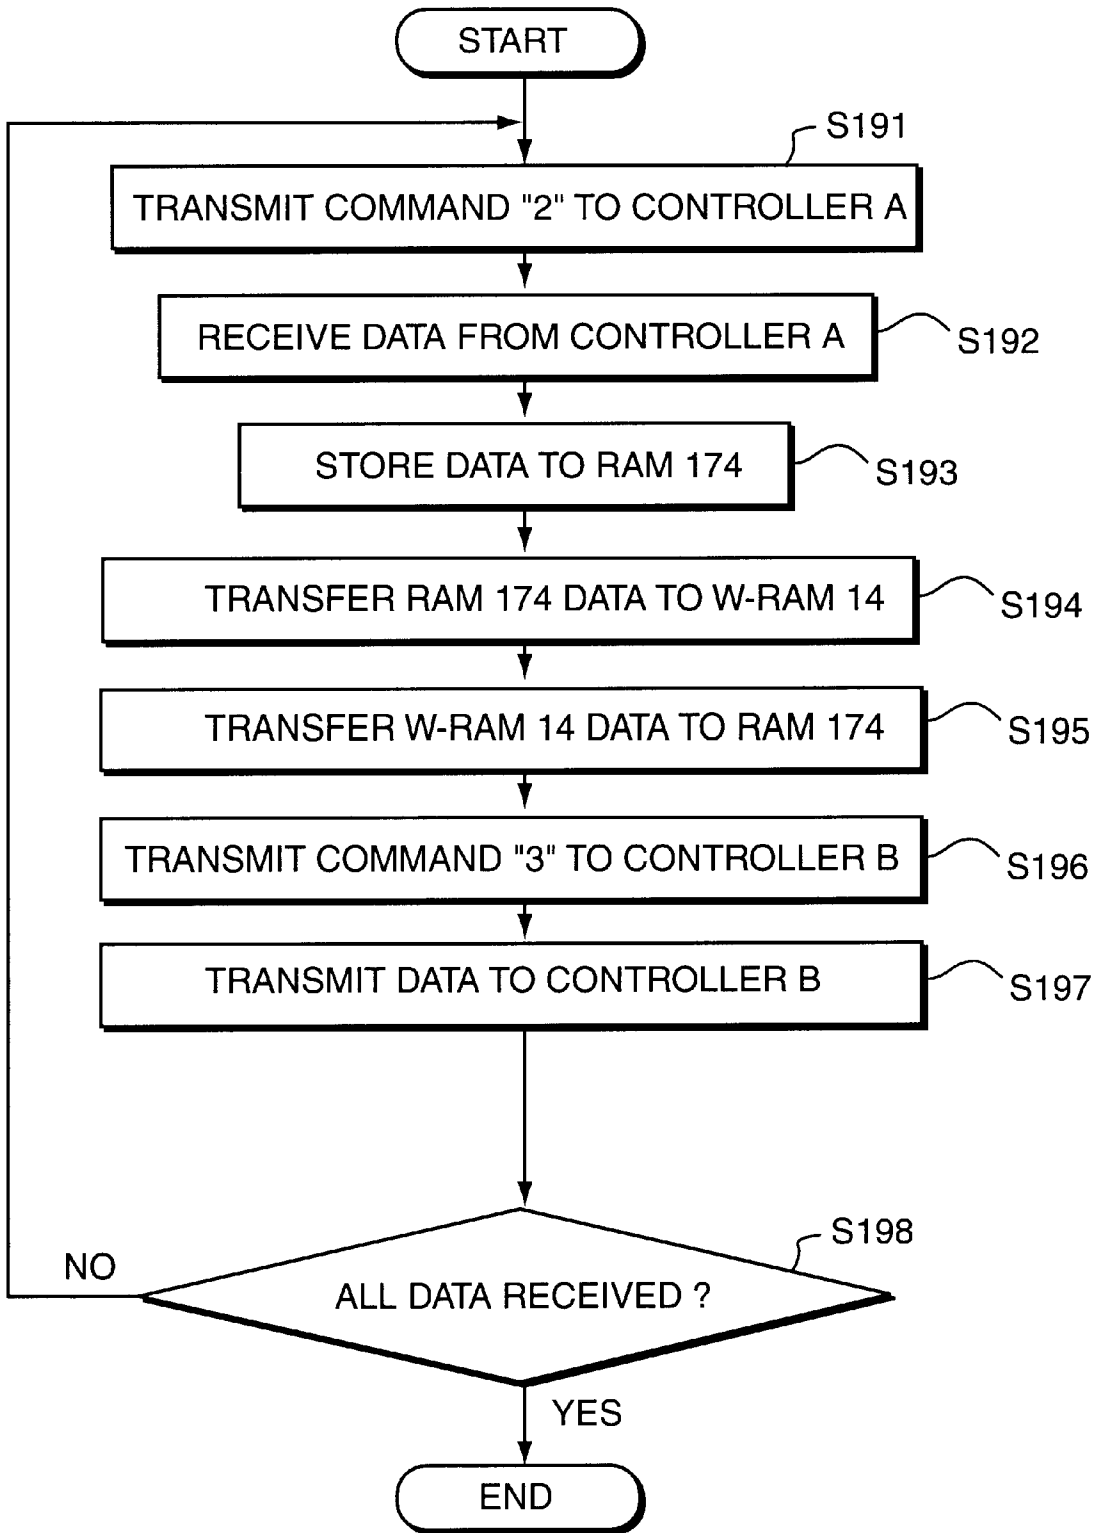 START
S191
TRANSMIT COMMAND "2" TO CONTROLLER A
RECEIVE DATA FROM CONTROLLER A
S192
STORE DATA TO RAM 174
S193
TRANSFER RAM 174 DATA TO W-RAM 14
S194
TRANSFER W-RAM 14 DATA TO RAM 174
S195
TRANSMIT COMMAND "3" TO CONTROLLER B
S196
TRANSMIT DATA TO CONTROLLER B
S197
S198
NO
ALL DATA RECEIVED ?
YES
END